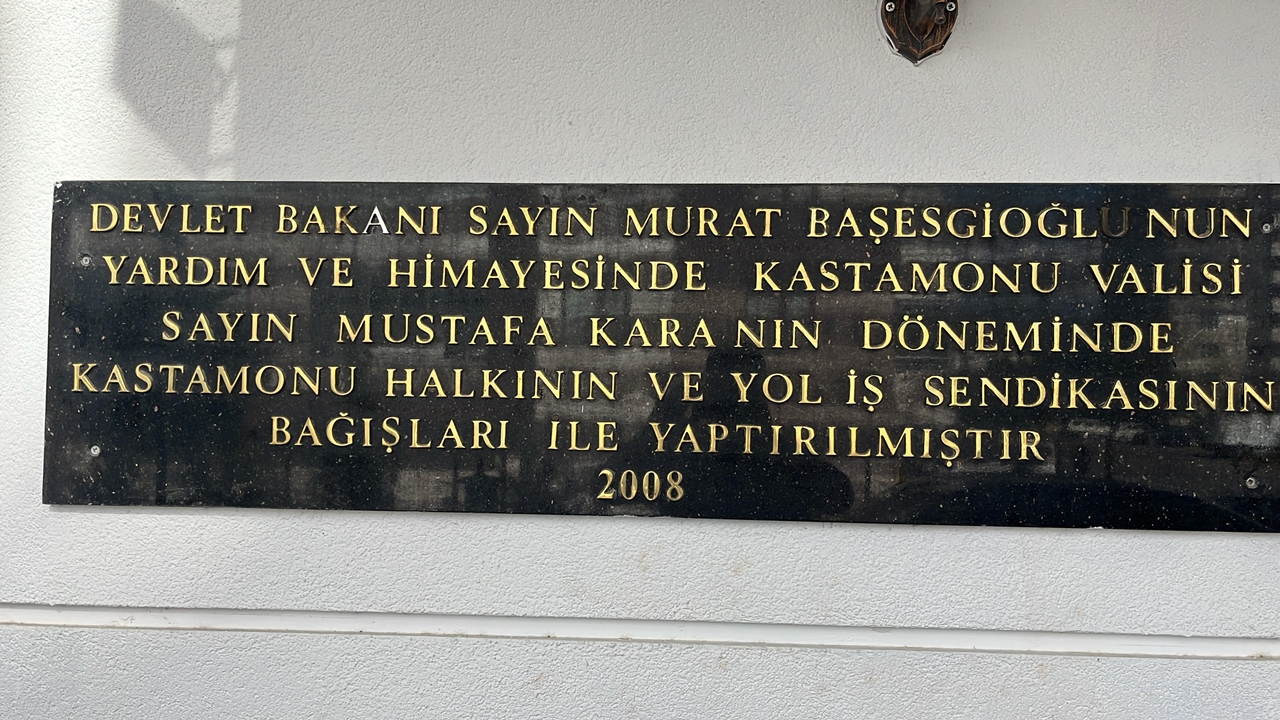 DEVLET BAKANI SAYIN MURAT BAŞESGİOĞLU NUN
YARDIM VE HİMAYESİNDE KASTAMONU VALİSİ
SAYIN MUSTAFA KARA NIN DÖNEMİNDE
KASTAMONU HALKININ VE YOL İŞ SENDİKASININ
BAĞIŞLARI ILE YAPTIRILMIŞTIR
2008